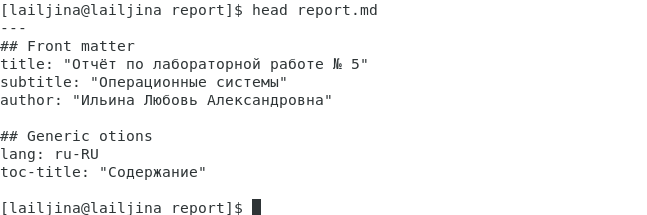 [lailjina@lailjina report]$ head report.md
---
## Front matter
title: "Отчёт по лабораторной работе № 5"
subtitle: "Операционные системы"
author: "Ильина Любовь Александровна"
## Generic otions
lang: ru-RU
toc-title: "Содержание"
[lailjina@lailjina report]$